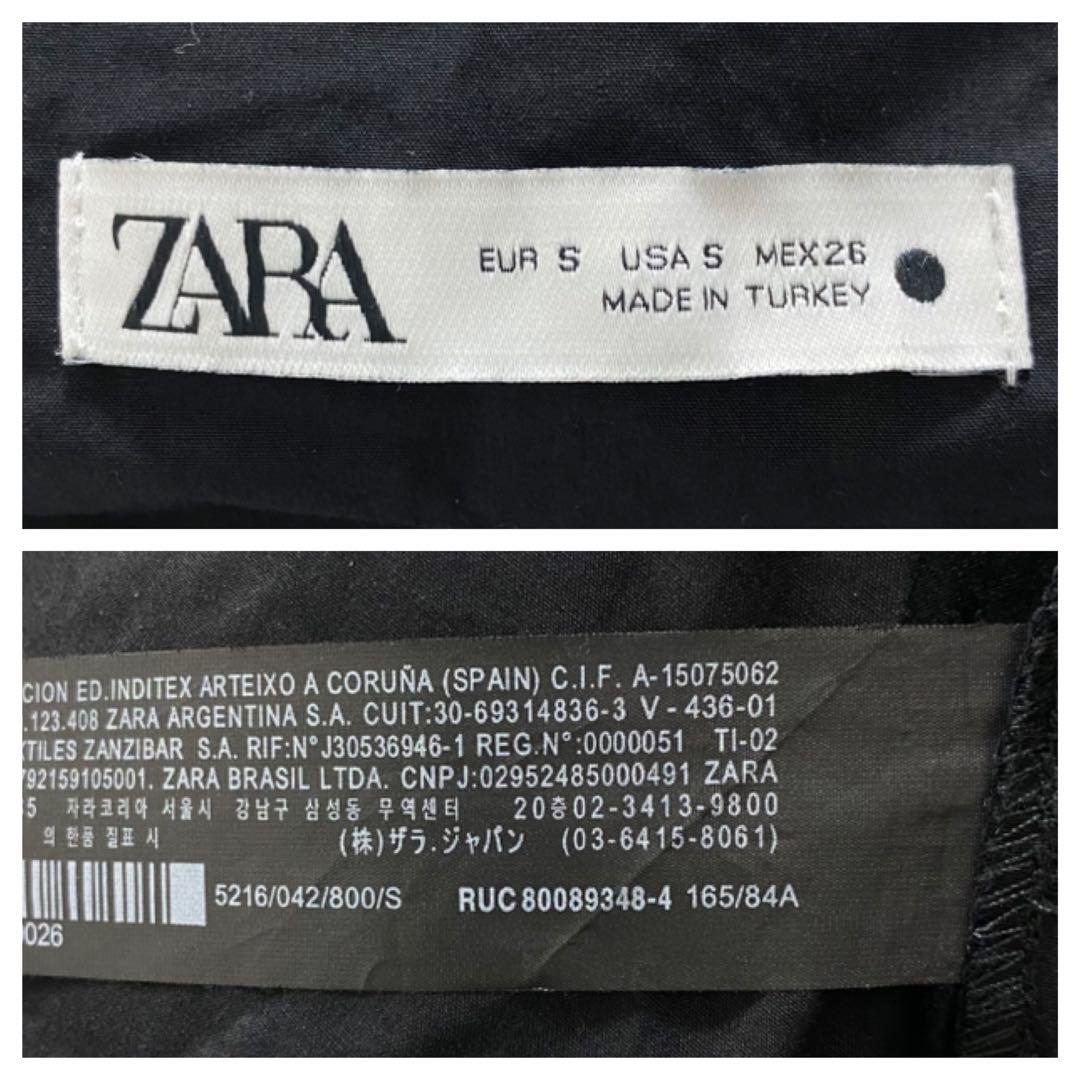 ZARA
EUR S USA S MEX26
MADE IN TURKEY
CION ED.INDITEX ARTEIXO A CORUÑA (SPAIN) C.I.F. A-15075062
.123.408 ZARA ARGENTINA S.A. CUIT:30-69314836-3 V - 436-01
TILES ZANZIBAR S.A. RIF:N°J30536946-1 REG.N°:0000051 TI-02
792159105001. ZARA BRASIL LTDA. CNPJ:02952485000491 ZARA
5 자라코리아 서울시 강남구 삼성동 무역센터 20층02-3413-9800
의 한품 질표 시 (株)ザラ.ジャパン (03-6415-8061)
5216/042/800/S RUC 80089348-4 165/84A
026